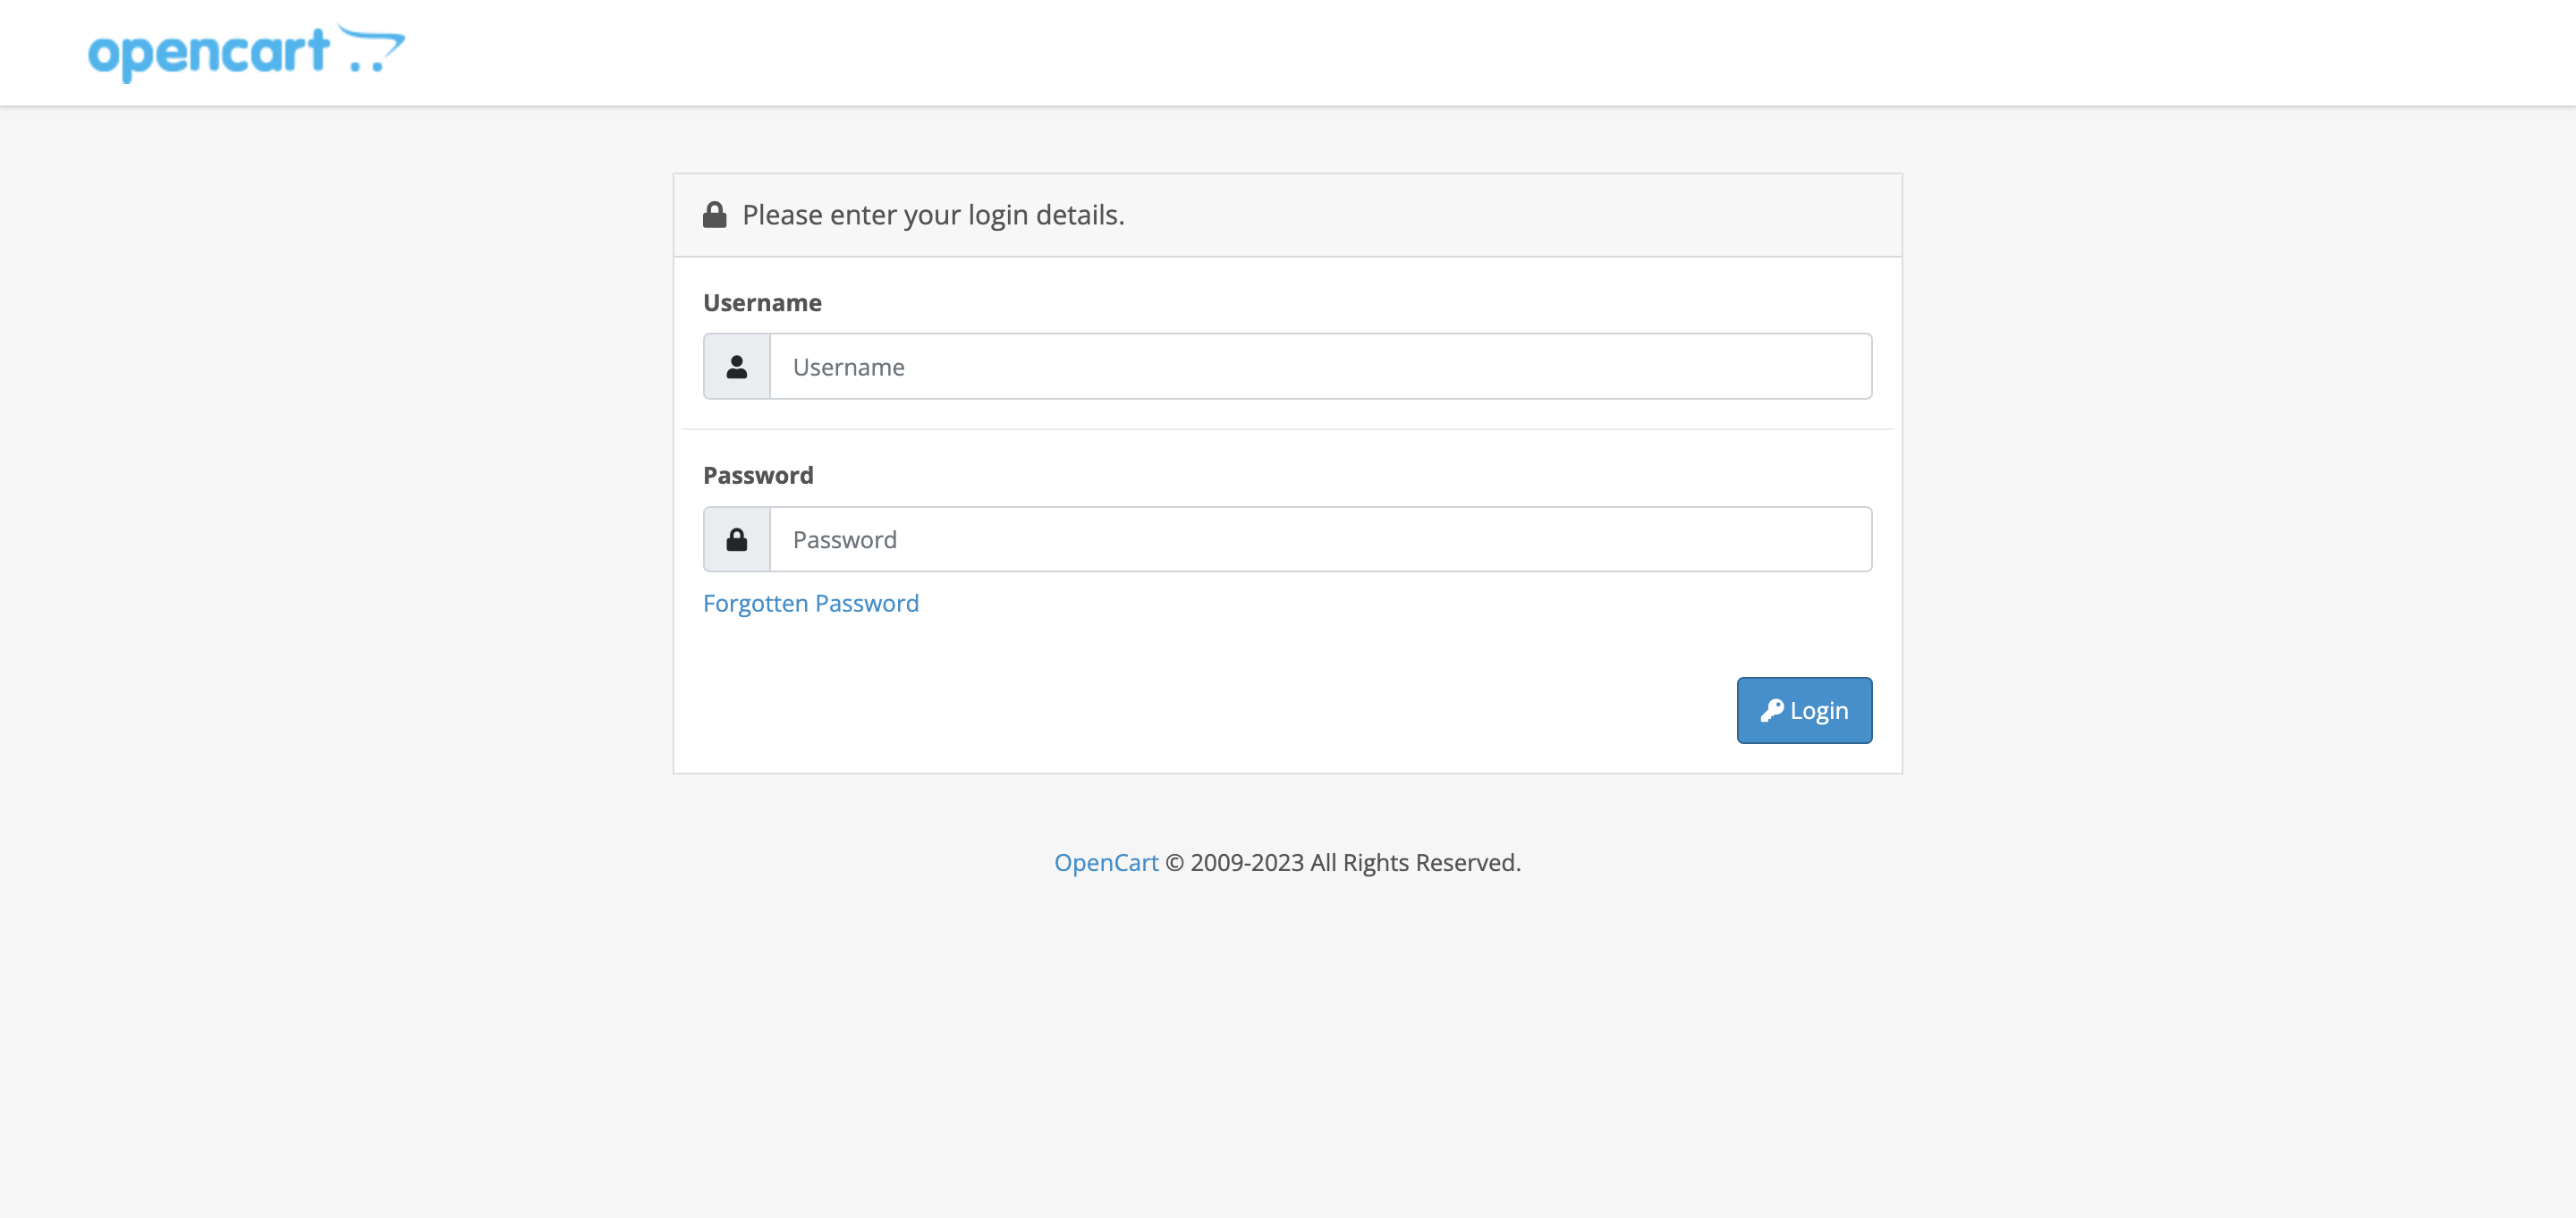 opencart
Please enter your login details.
Username
Username
Password
Password
Forgotten Password
Login
OpenCart © 2009-2023 All Rights Reserved.